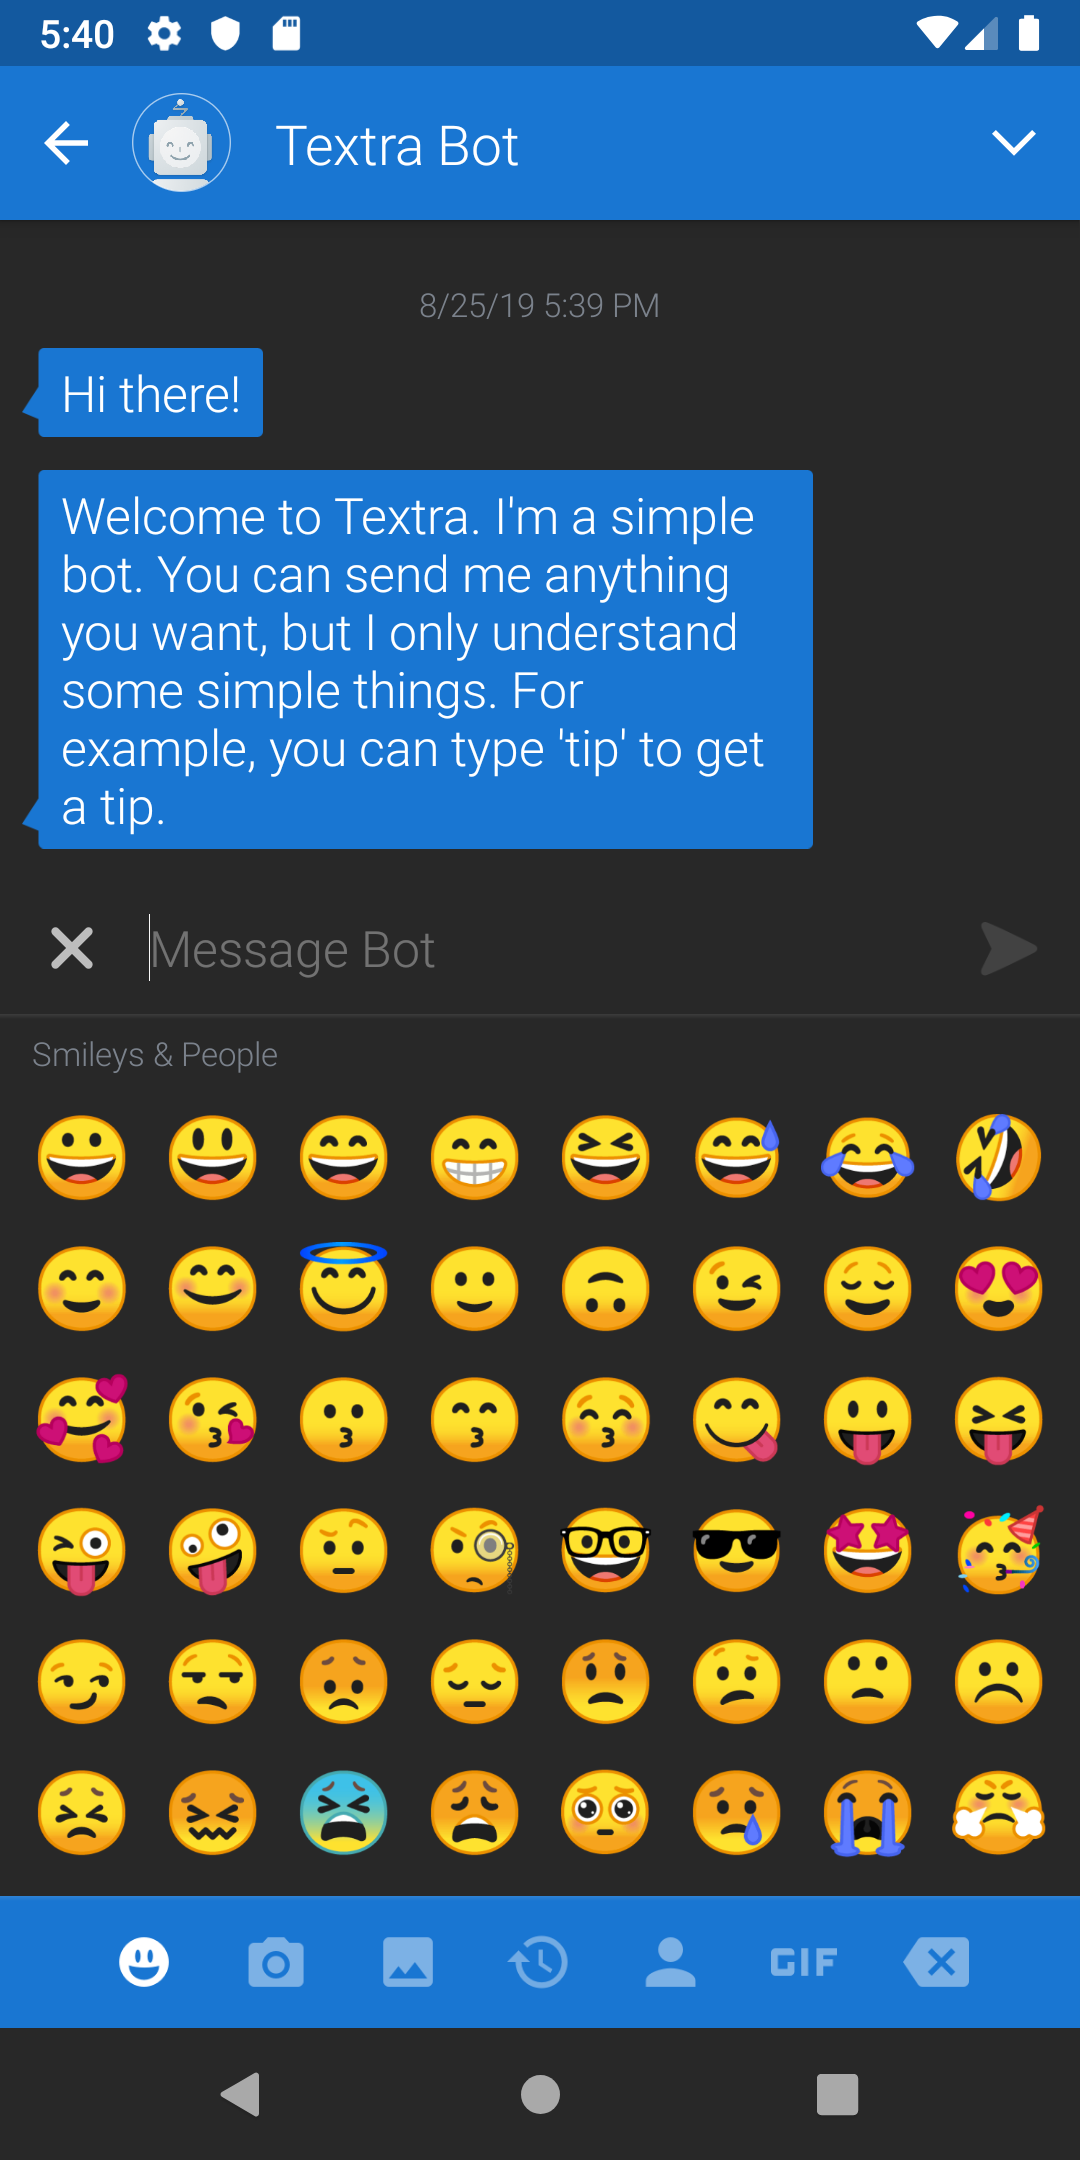 5:40
Textra Bot
8/25/19 5:39 PM
Hi there!
Welcome to Textra. I'm a simple
bot. You can send me anything
you want, but I only understand
some simple things. For
example, you can type 'tip' to get
a tip.
Message Bot
Smileys & People
GIF